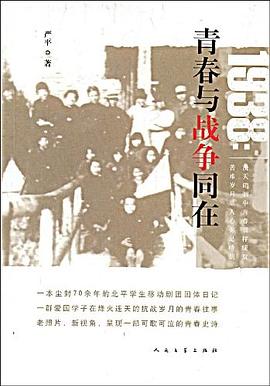 严平◎著
1938:
青春与战争同在
一本尘封70余年的北平学生移动剧团团体日记
一群爱国学子在烽火连天的抗战岁月的青春往事
老照片，新视角，呈现一部可歌可泣的青春史诗
人民文学出版社